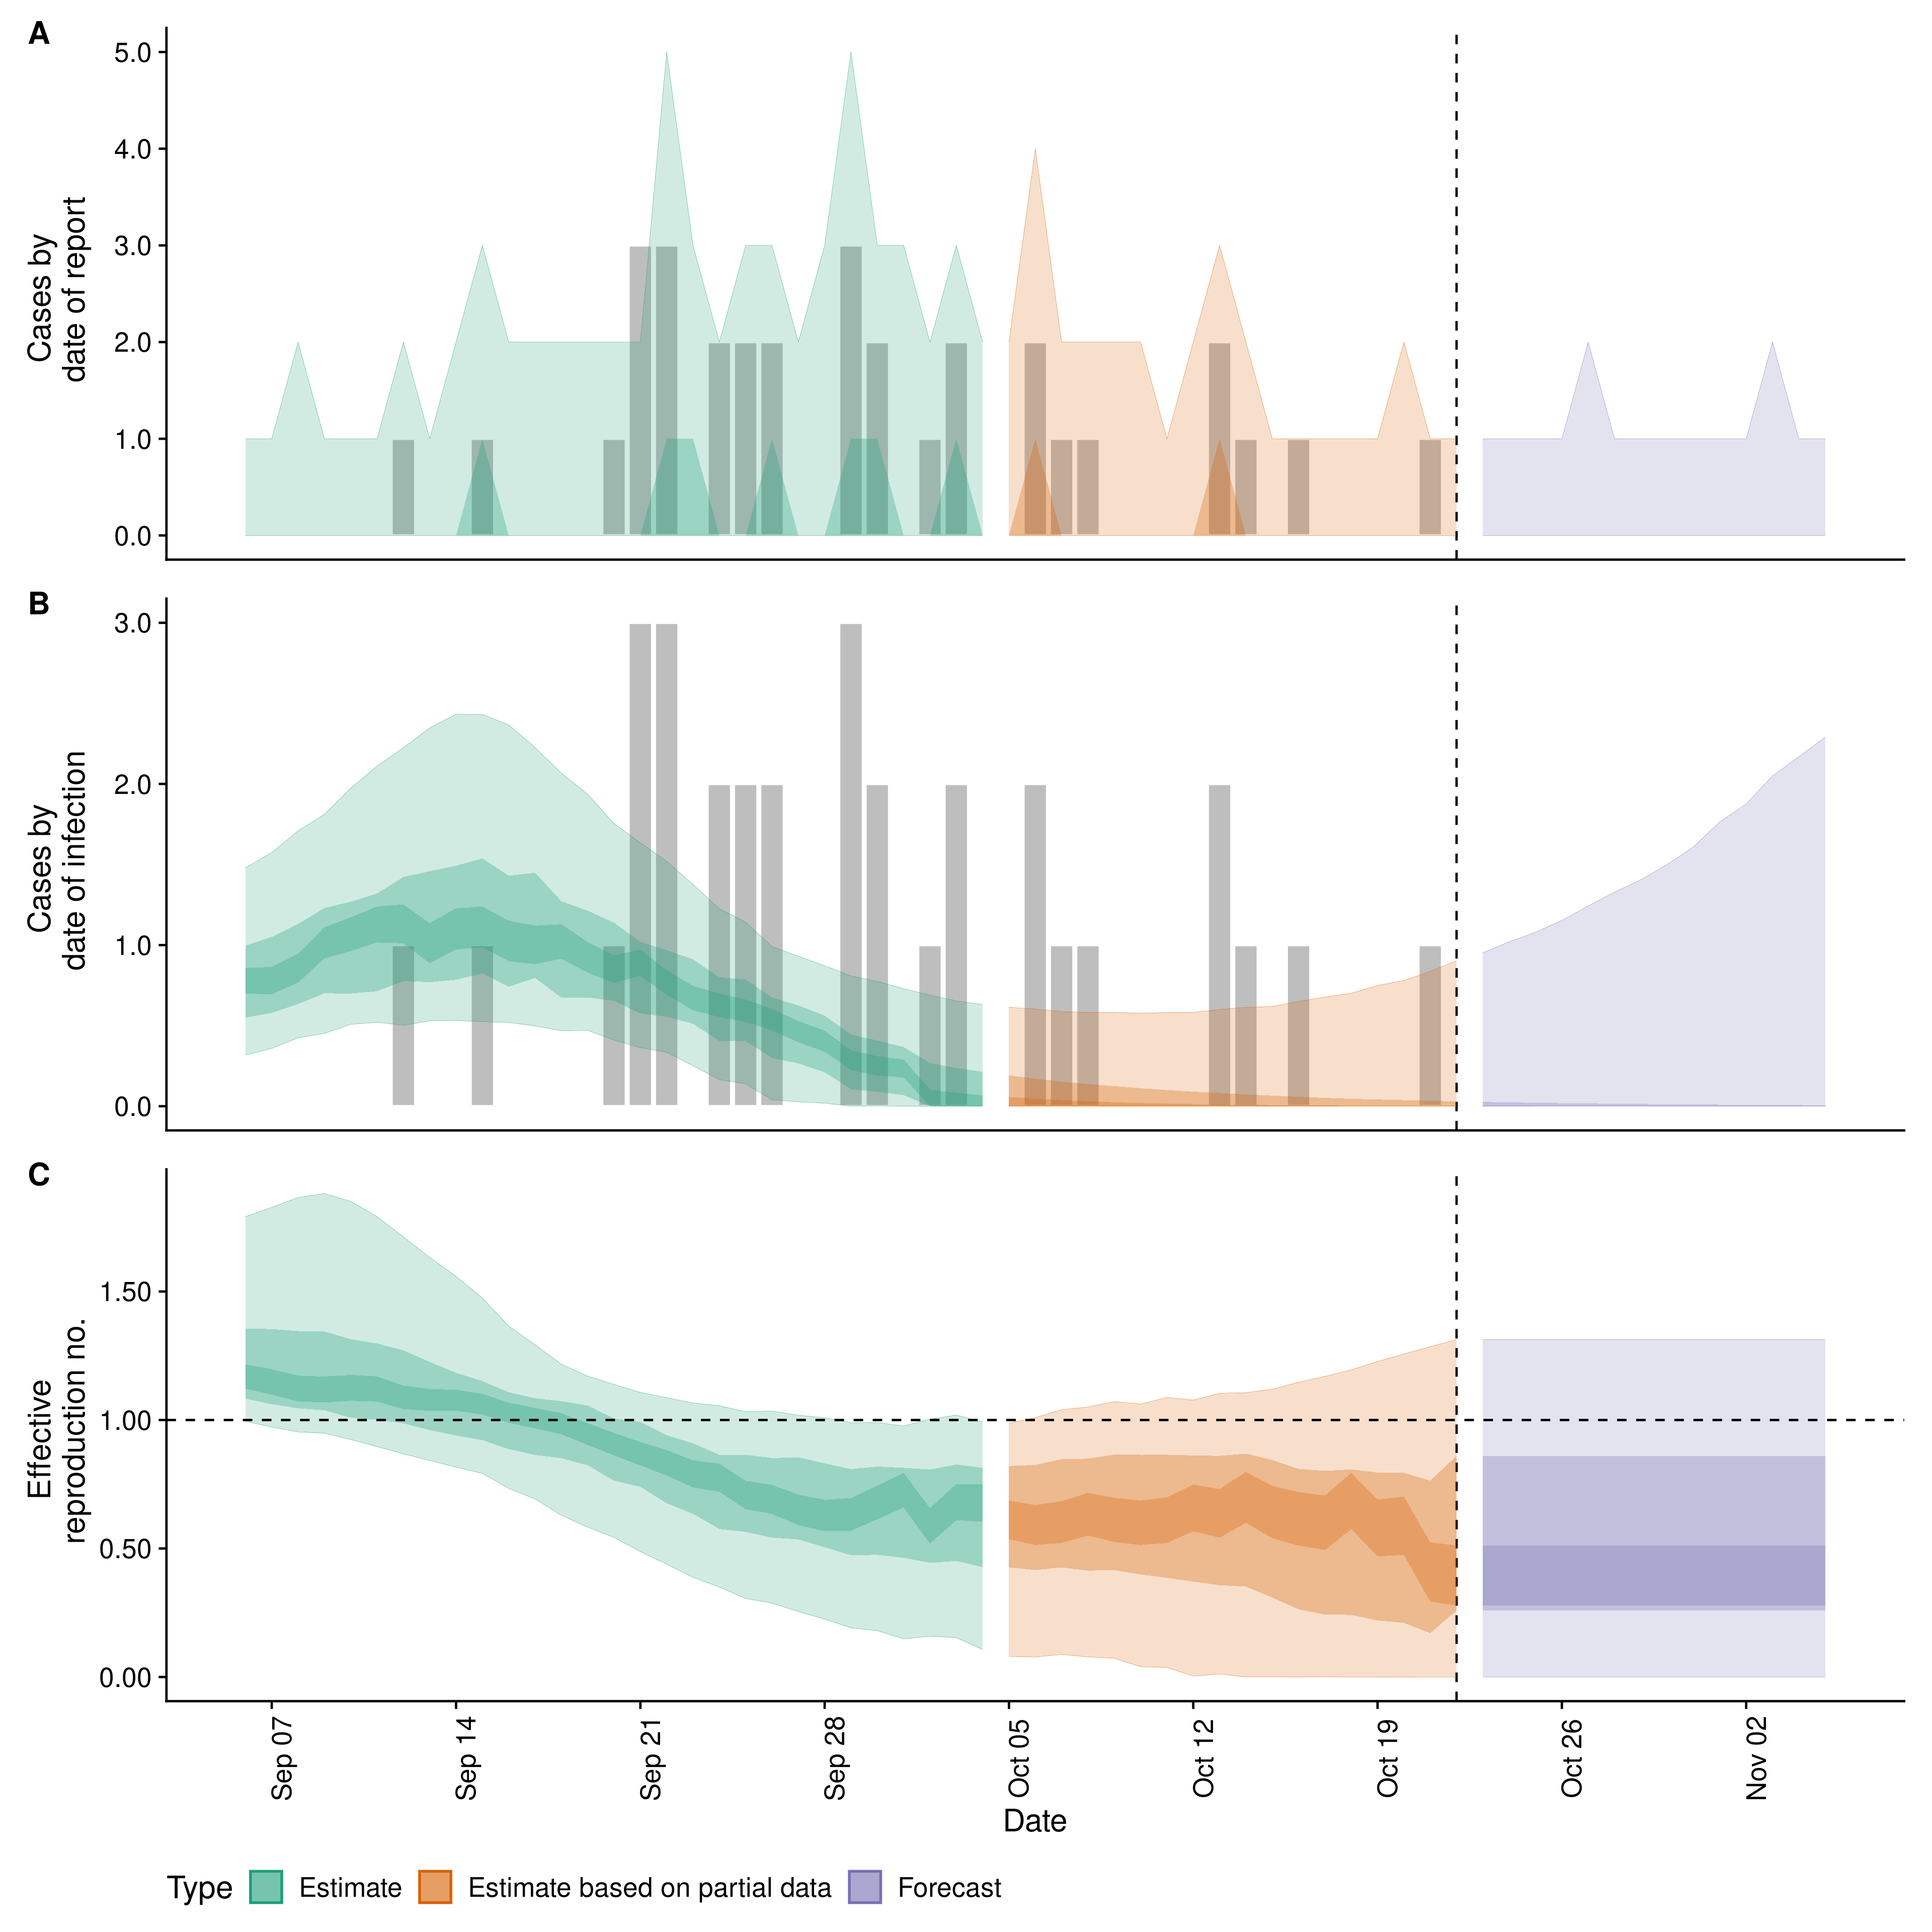 A
5.0
4.0
3.0
2.0
1.0
0.0
Cases by
date of report
B
3.0
2.0
1.0
0.0
Cases by
date of infection
C
1.50
1.00
0.50
0.00
Effective
reproduction no.
Sep 07
Sep 14
Sep 21
Sep 28
Oct 05
Oct 12
Oct 19
Oct 26
Nov 02
Date
Type Estimate Estimate based on partial data Forecast